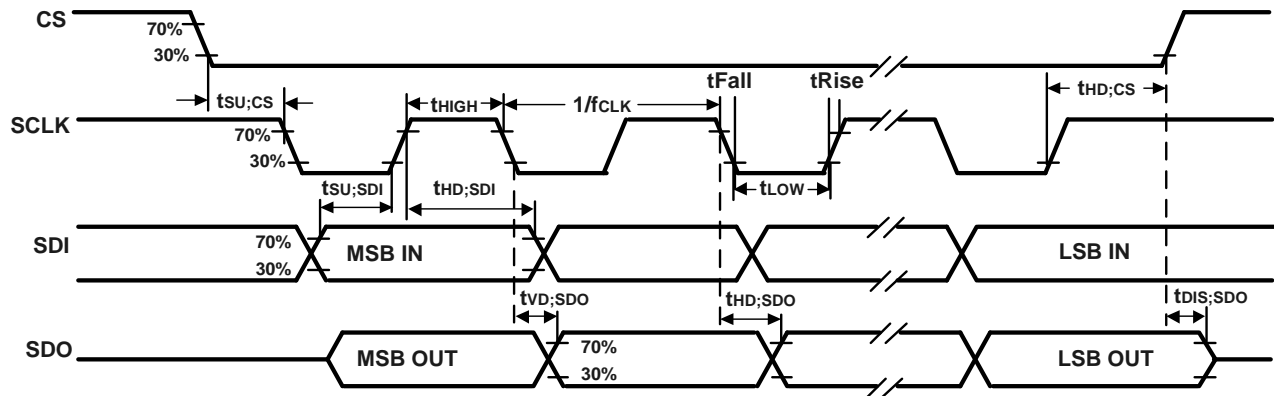 CS
70%
30%
tFall
tRise
tSU;CS
tHIGH
1/fCLK
tHD;CS
SCLK
70%
30%
tSU;SDI
tHD;SDI
tLOW
SDI
70%
30%
MSB IN
LSB IN
tVD;SDO
tHD;SDO
tDIS;SDO
SDO
MSB OUT
70%
30%
LSB OUT